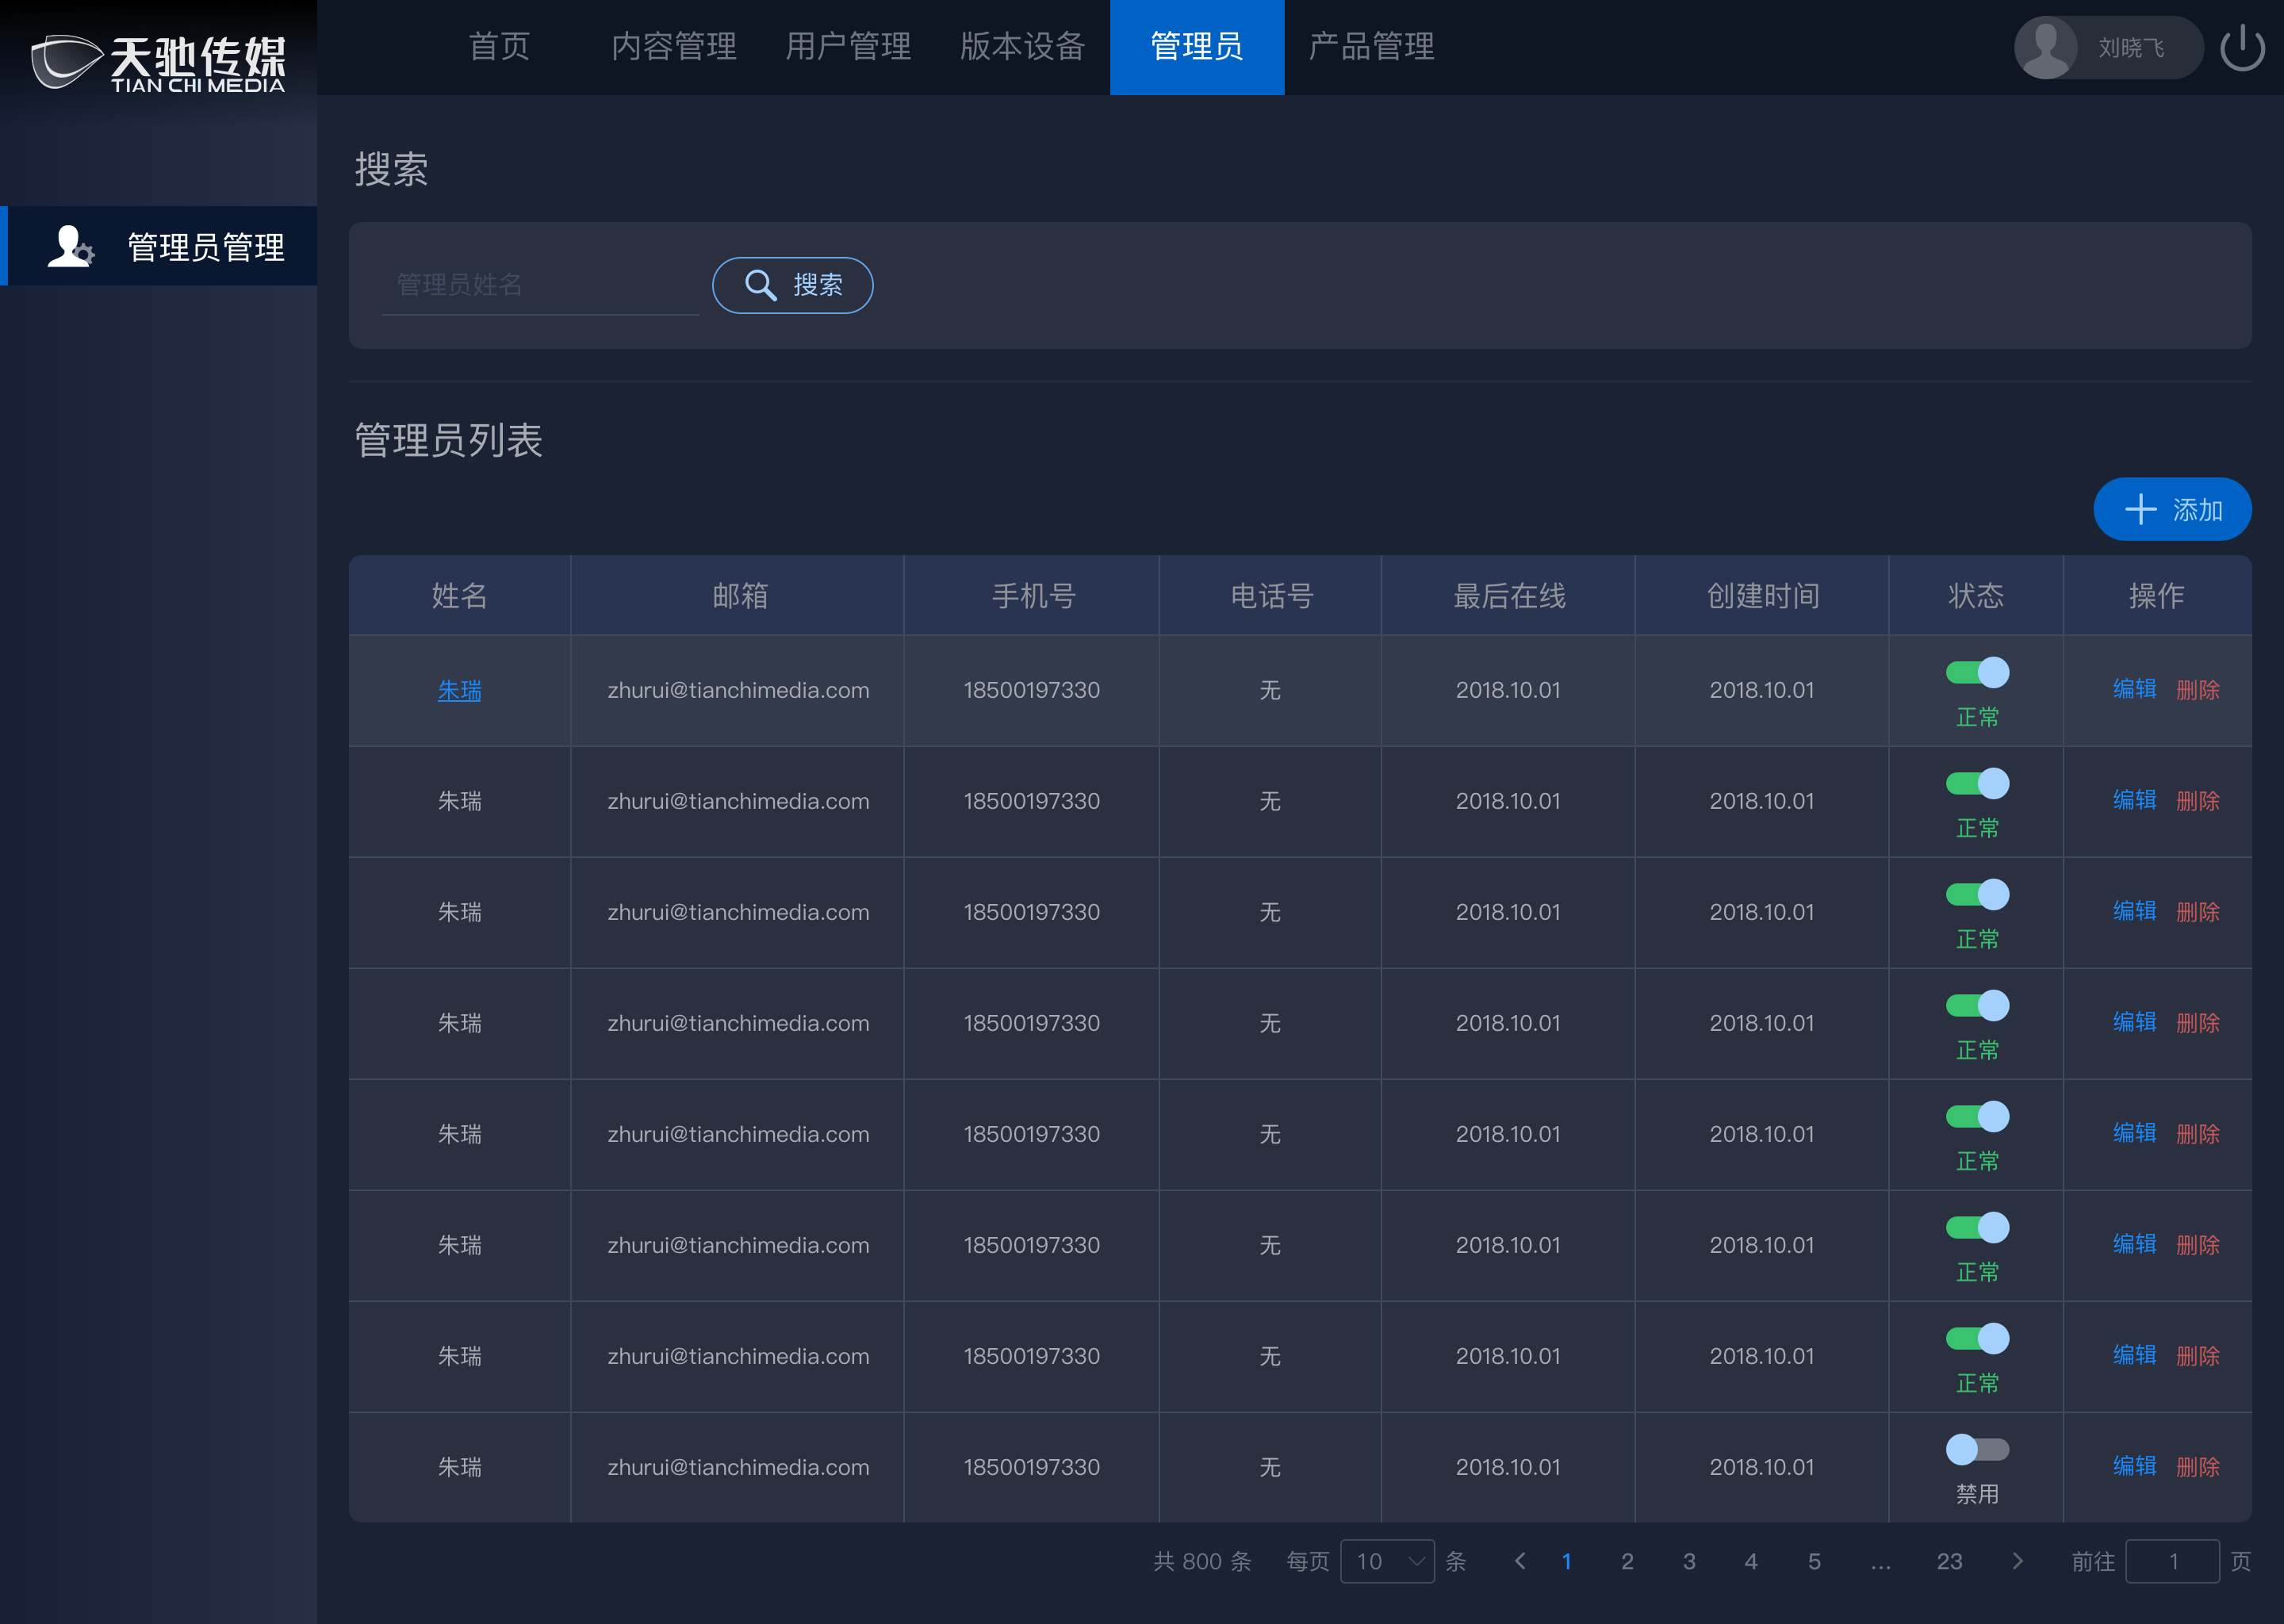 天驰传媒
TIAN CHI MEDIA
首页 内容管理 用户管理 版本设备 管理员 产品管理 刘晓飞
管理员管理
搜索
管理员姓名 搜索
管理员列表
添加
姓名 邮箱 手机号 电话号 最后在线 创建时间 状态 操作
朱瑞 zhurui@tianchimedia.com 18500197330 无 2018.10.01 2018.10.01 正常 编辑 删除
朱瑞 zhurui@tianchimedia.com 18500197330 无 2018.10.01 2018.10.01 正常 编辑 删除
朱瑞 zhurui@tianchimedia.com 18500197330 无 2018.10.01 2018.10.01 正常 编辑 删除
朱瑞 zhurui@tianchimedia.com 18500197330 无 2018.10.01 2018.10.01 正常 编辑 删除
朱瑞 zhurui@tianchimedia.com 18500197330 无 2018.10.01 2018.10.01 正常 编辑 删除
朱瑞 zhurui@tianchimedia.com 18500197330 无 2018.10.01 2018.10.01 正常 编辑 删除
朱瑞 zhurui@tianchimedia.com 18500197330 无 2018.10.01 2018.10.01 正常 编辑 删除
朱瑞 zhurui@tianchimedia.com 18500197330 无 2018.10.01 2018.10.01 禁用 编辑 删除
共 800 条 每页 10 条 < 1 2 3 4 5 ... 23 > 前往 1 页